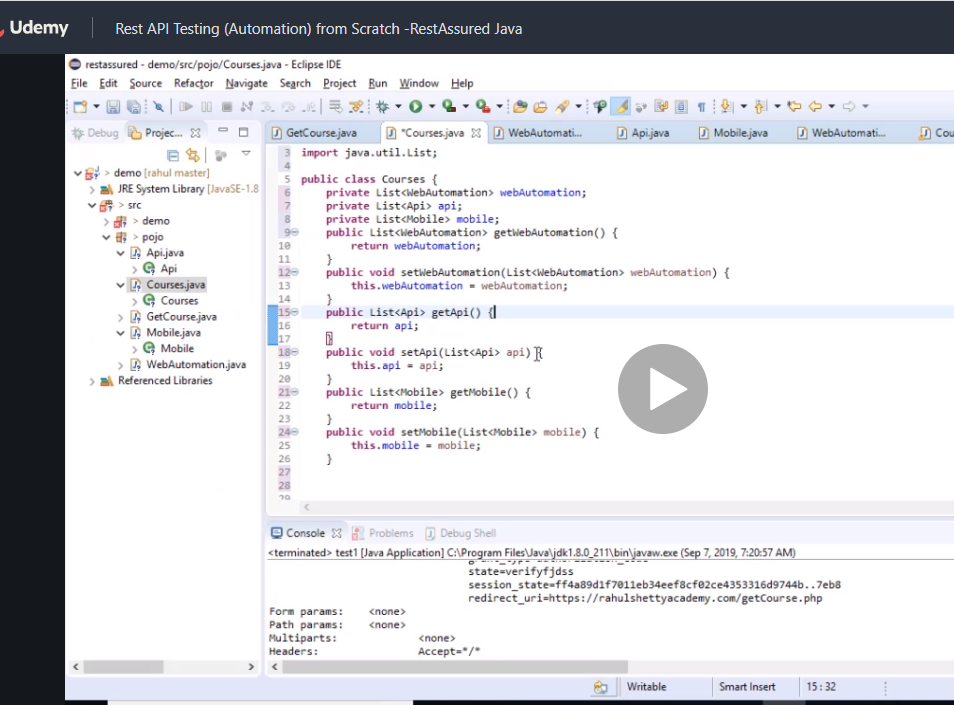 Udemy
Rest API Testing (Automation) from Scratch -RestAssured Java
restassured - demo/src/pojo/Courses.java - Eclipse IDE
File Edit Source Refactor Navigate Search Project Run Window Help
Debug Projec...
GetCourse.java *Courses.java WebAutomati... Api.java Mobile.java WebAutomati... Cou
> demo [rahul master]
JRE System Library [JavaSE-1.8
> src
> demo
> pojo
Api.java
Api
Courses.java
Courses
GetCourse.java
Mobile.java
Mobile
WebAutomation.java
Referenced Libraries
3 import java.util.List;
4
5 public class Courses {
6 private List<WebAutomation> webAutomation;
7 private List<Api> api;
8 private List<Mobile> mobile;
9 public List<WebAutomation> getWebAutomation() {
10 return webAutomation;
11 }
12 public void setWebAutomation(List<WebAutomation> webAutomation) {
13 this.webAutomation = webAutomation;
14 }
15 public List<Api> getApi() {
16 return api;
17 }
18 public void setApi(List<Api> api) {
19 this.api = api;
20 }
21 public List<Mobile> getMobile() {
22 return mobile;
23 }
24 public void setMobile(List<Mobile> mobile) {
25 this.mobile = mobile;
26 }
27
28
29
Console Problems Debug Shell
<terminated> test1 [Java Application] C:\Program Files\Java\jdk1.8.0_211\bin\javaw.exe (Sep 7, 2019, 7:20:57 AM)
state=verifyfjdss
session_state=ff4a89d1f7011eb34eef8cf02ce4353316d9744b..7eb8
redirect_uri=https://rahulshettyacademy.com/getCourse.php
Form params: <none>
Path params: <none>
Multiparts: <none>
Headers: Accept=*/*
Writable Smart Insert 15 : 32